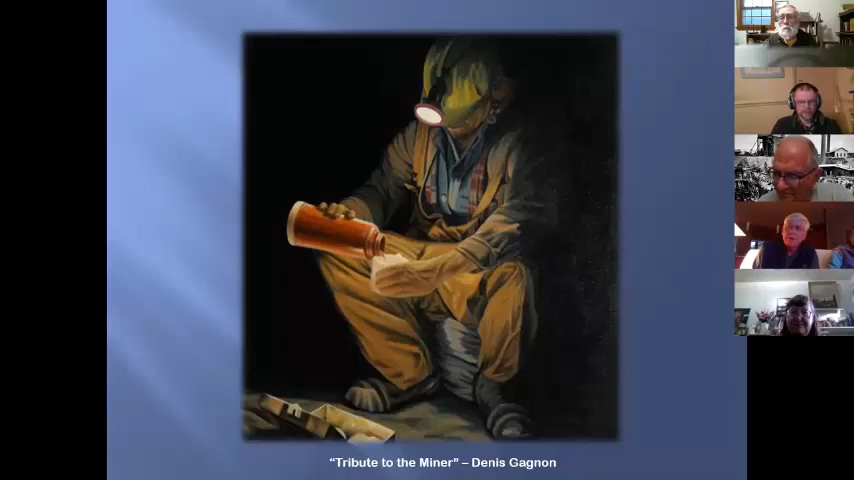 “Tribute to the Miner” – Denis Gagnon